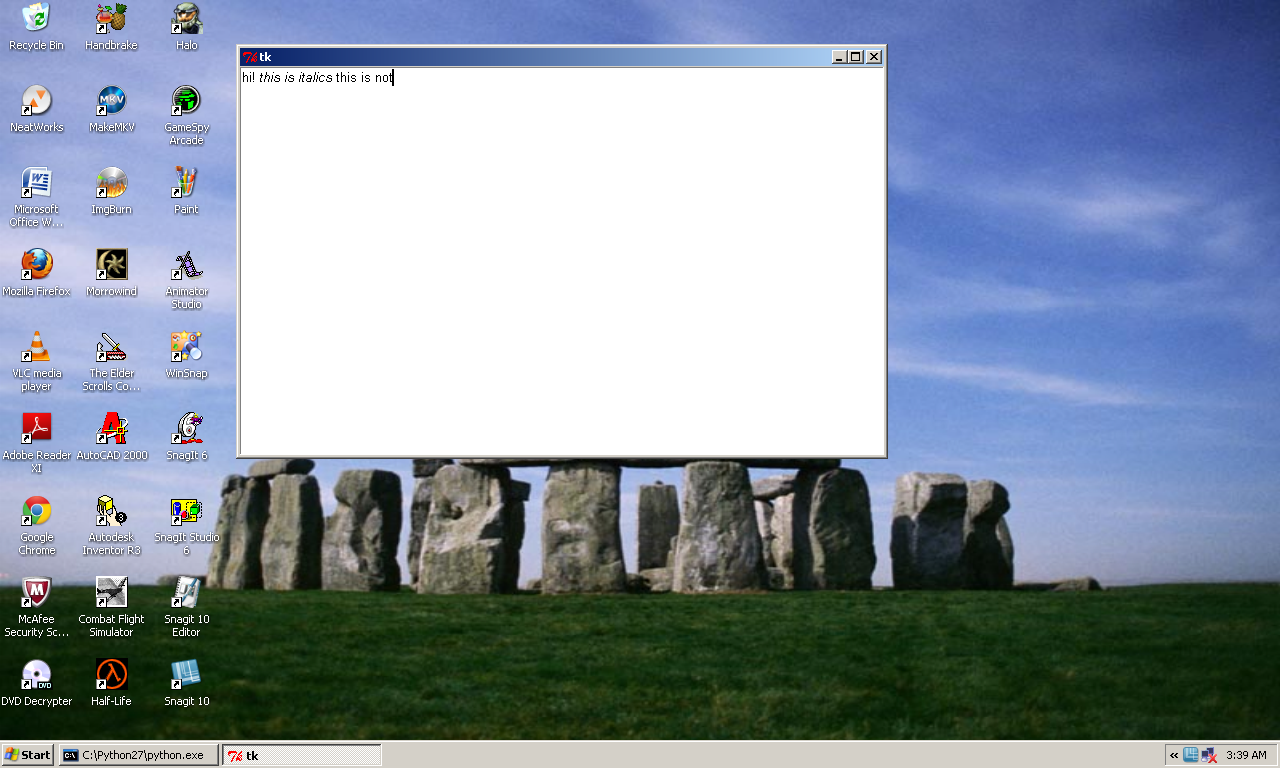 tk
hi! this is italics this is not
Recycle Bin
Handbrake
Halo
NeatWorks
MakeMKV
GameSpy
Arcade
Microsoft
Office W...
ImgBurn
Paint
Mozilla Firefox
Morrowind
Animator
Studio
VLC media
player
The Elder
Scrolls Co...
WinSnap
Adobe Reader
XI
AutoCAD 2000
SnagIt 6
Google
Chrome
Autodesk
Inventor R3
SnagIt Studio
6
McAfee
Security Sc...
Combat Flight
Simulator
Snagit 10
Editor
DVD Decrypter
Half-Life
Snagit 10
MKV
DVD
Start
C:\Python27\python.exe
tk
3:39 AM